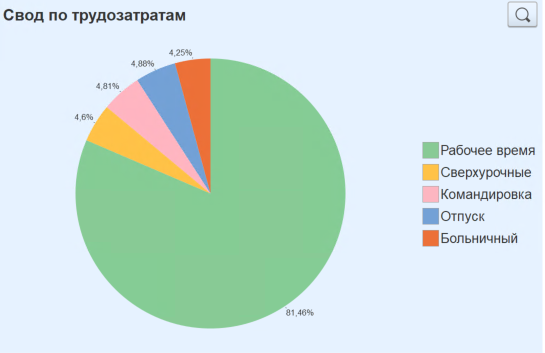 Свод по трудозатратам
4,25%
4,88%
4,81%
4,6%
81,46%
Рабочее время
Сверхурочные
Командировка
Отпуск
Больничный